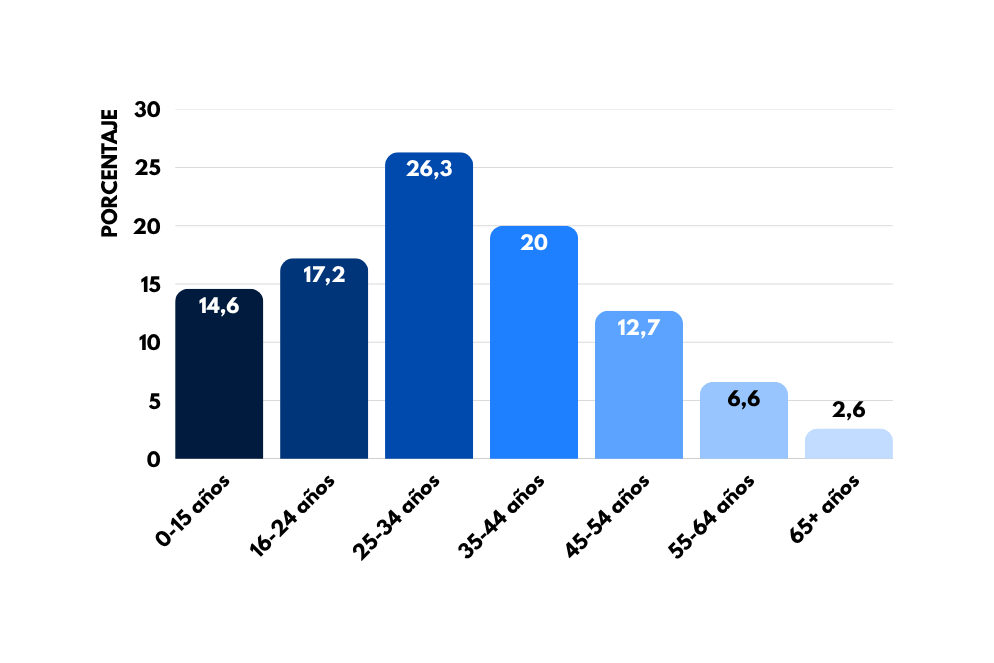 PORCENTAJE
30
25
20
15
10
5
0
14,6
17,2
26,3
20
12,7
6,6
2,6
0-15 años
16-24 años
25-34 años
35-44 años
45-54 años
55-64 años
65+ años